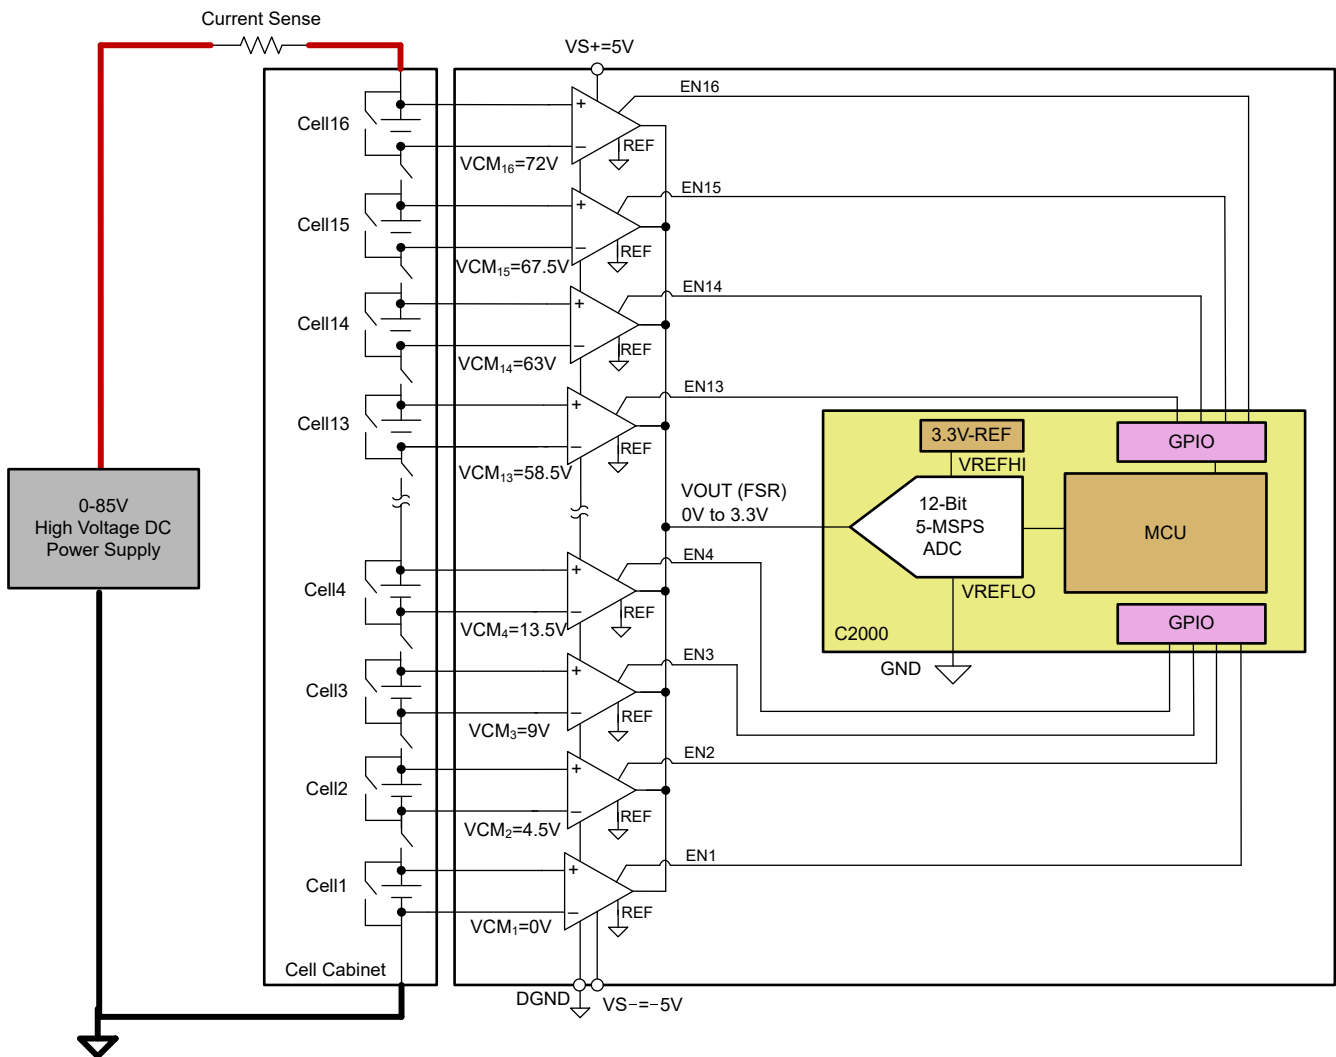 Current Sense
VS+=5V
EN16
Cell16
+
REF
−
VCM₁₆=72V
EN15
Cell15
+
REF
−
VCM₁₅=67.5V
EN14
Cell14
+
REF
−
VCM₁₄=63V
EN13
Cell13
+
REF
−
VCM₁₃=58.5V
0-85V
High Voltage DC
Power Supply
3.3V-REF
VREFHI
GPIO
VOUT (FSR)
0V to 3.3V
12-Bit
5-MSPS
ADC
MCU
VREFLO
GPIO
C2000
GND
EN4
Cell4
+
REF
−
VCM₄=13.5V
EN3
Cell3
+
REF
−
VCM₃=9V
EN2
Cell2
+
REF
−
VCM₂=4.5V
EN1
Cell1
+
REF
−
VCM₁=0V
Cell Cabinet
DGND
VS−=−5V